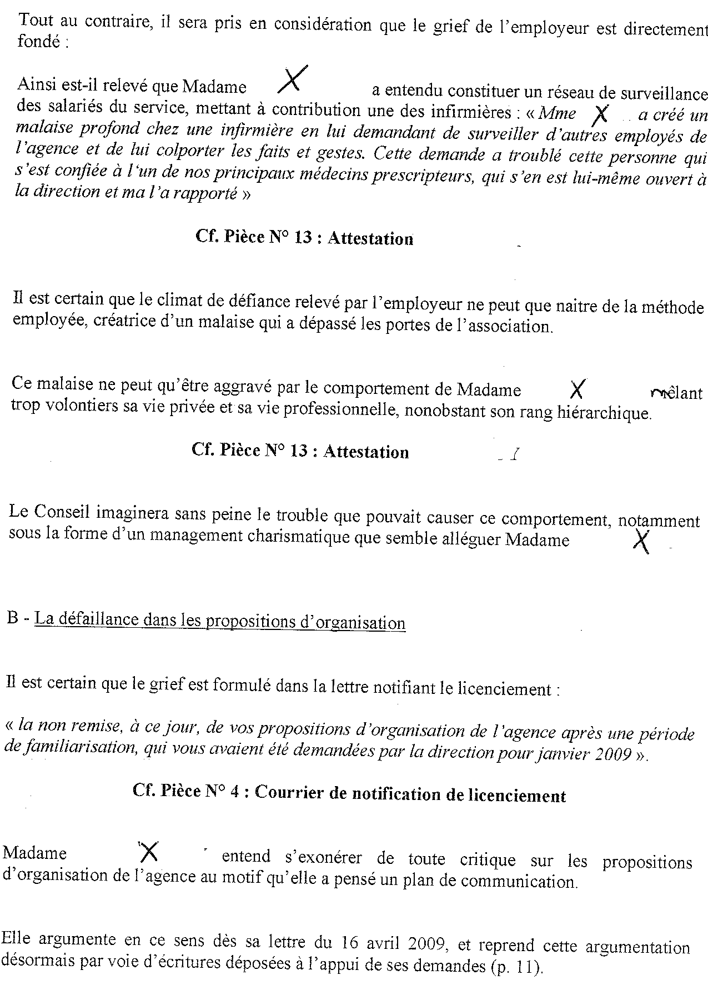 Tout au contraire, il sera pris en considération que le grief de l'employeur est directement
fondé :
Ainsi est-il relevé que Madame X a entendu constituer un réseau de surveillance
des salariés du service, mettant à contribution une des infirmières : « Mme X a créé un
malaise profond chez une infirmière en lui demandant de surveiller d'autres employés de
l'agence et de lui colporter les faits et gestes. Cette demande a troublé cette personne qui
s'est confiée à l'un de nos principaux médecins prescripteurs, qui s'en est lui-même ouvert à
la direction et ma l'a rapporté »
Cf. Pièce N° 13 : Attestation
Il est certain que le climat de défiance relevé par l'employeur ne peut que naitre de la méthode
employée, créatrice d'un malaise qui a dépassé les portes de l'association.
Ce malaise ne peut qu'être aggravé par le comportement de Madame X mêlant
trop volontiers sa vie privée et sa vie professionnelle, nonobstant son rang hiérarchique.
Cf. Pièce N° 13 : Attestation
Le Conseil imaginera sans peine le trouble que pouvait causer ce comportement, notamment
sous la forme d'un management charismatique que semble alléguer Madame X
B - La défaillance dans les propositions d'organisation
Il est certain que le grief est formulé dans la lettre notifiant le licenciement :
« la non remise, à ce jour, de vos propositions d'organisation de l'agence après une période
de familiarisation, qui vous avaient été demandées par la direction pour janvier 2009 ».
Cf. Pièce N° 4 : Courrier de notification de licenciement
Madame X entend s'exonérer de toute critique sur les propositions
d'organisation de l'agence au motif qu'elle a pensé un plan de communication.
Elle argumente en ce sens dès sa lettre du 16 avril 2009, et reprend cette argumentation
désormais par voie d'écritures déposées à l'appui de ses demandes (p. 11).